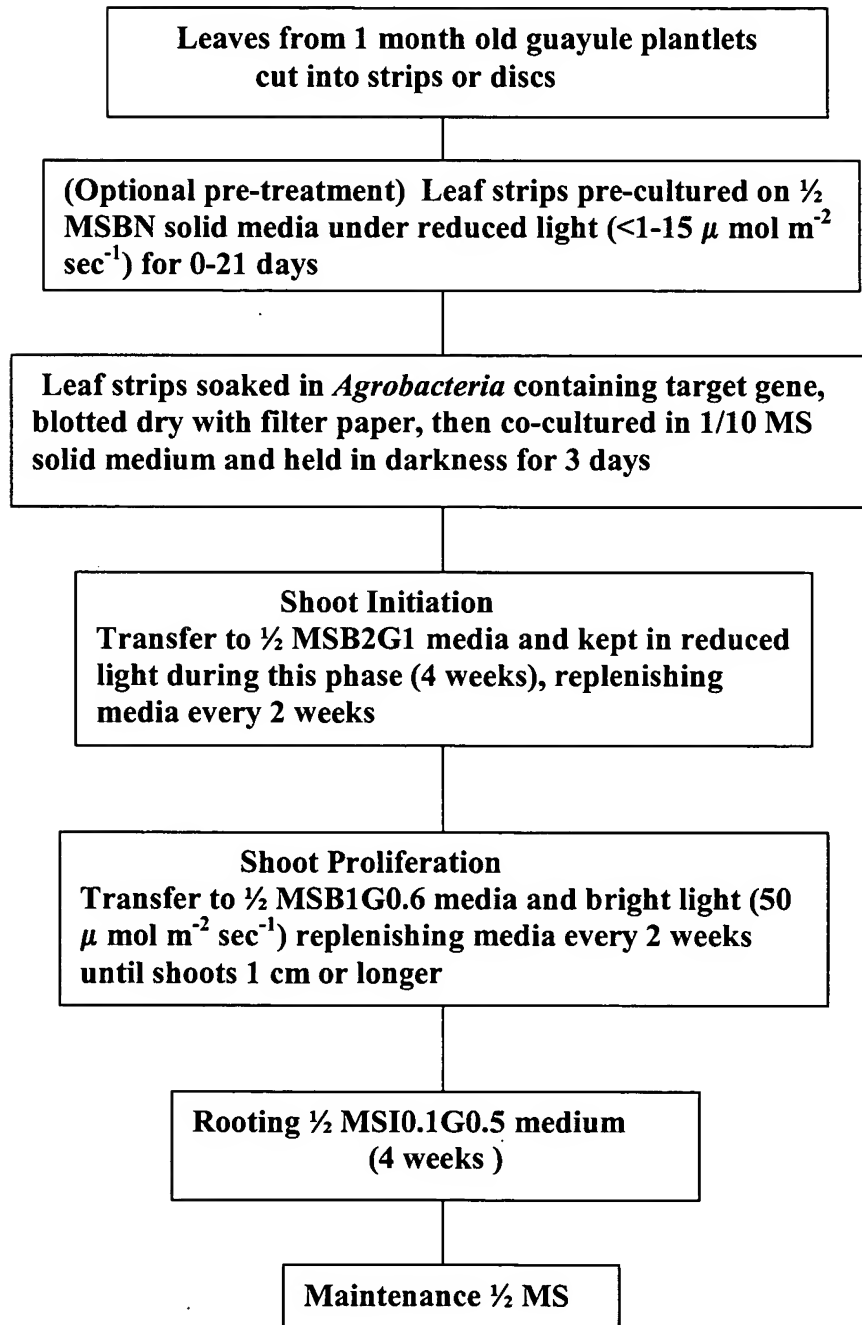 Leaves from 1 month old guayule plantlets
cut into strips or discs
(Optional pre-treatment) Leaf strips pre-cultured on ½
MSBN solid media under reduced light (<1-15 μ mol m⁻²
sec⁻¹) for 0-21 days
Leaf strips soaked in Agrobacteria containing target gene,
blotted dry with filter paper, then co-cultured in 1/10 MS
solid medium and held in darkness for 3 days
Shoot Initiation
Transfer to ½ MSB2G1 media and kept in reduced
light during this phase (4 weeks), replenishing
media every 2 weeks
Shoot Proliferation
Transfer to ½ MSB1G0.6 media and bright light (50
μ mol m⁻² sec⁻¹) replenishing media every 2 weeks
until shoots 1 cm or longer
Rooting ½ MSI0.1G0.5 medium
(4 weeks )
Maintenance ½ MS